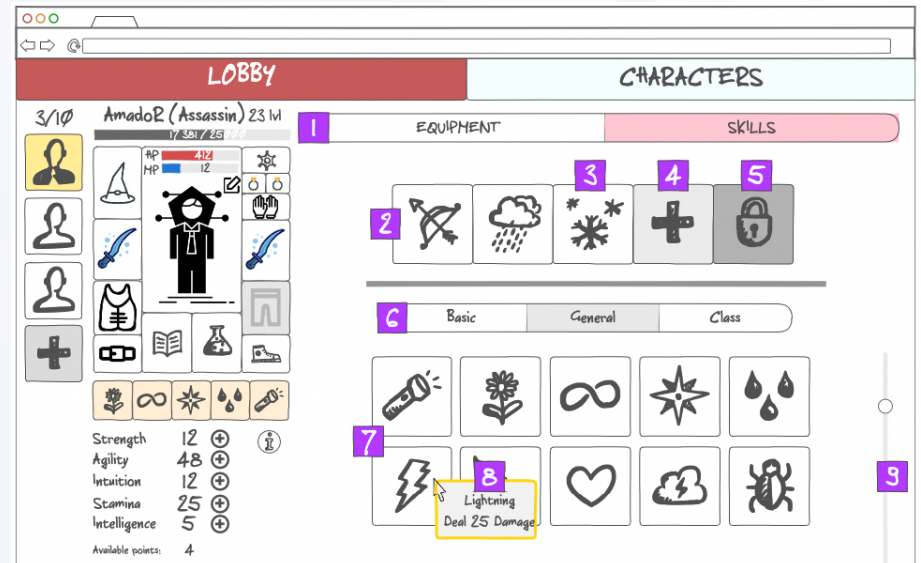 LOBBY
CHARACTERS
3/10
AmadoR (Assassin) 23 lvl
17 381 / 25 000
HP 412
MP 12
1
EQUIPMENT
SKILLS
2
3
4
5
6
Basic
General
Class
7
8
Lightning
Deal 25 Damage
9
Strength 12
Agility 48
Intuition 12
Stamina 25
Intelligence 5
Available points: 4